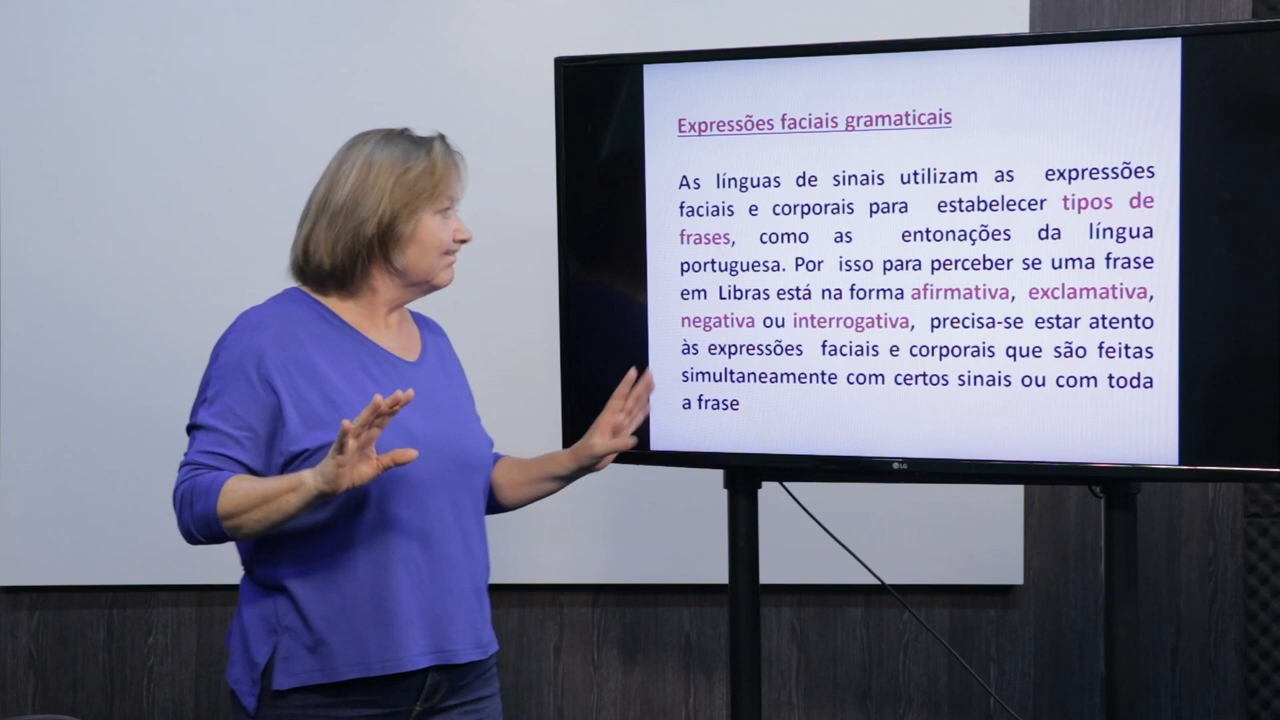 Expressões faciais gramaticais
As línguas de sinais utilizam as expressões
faciais e corporais para estabelecer tipos de
frases, como as entonações da língua
portuguesa. Por isso para perceber se uma frase
em Libras está na forma afirmativa, exclamativa,
negativa ou interrogativa, precisa-se estar atento
às expressões faciais e corporais que são feitas
simultaneamente com certos sinais ou com toda
a frase
LG